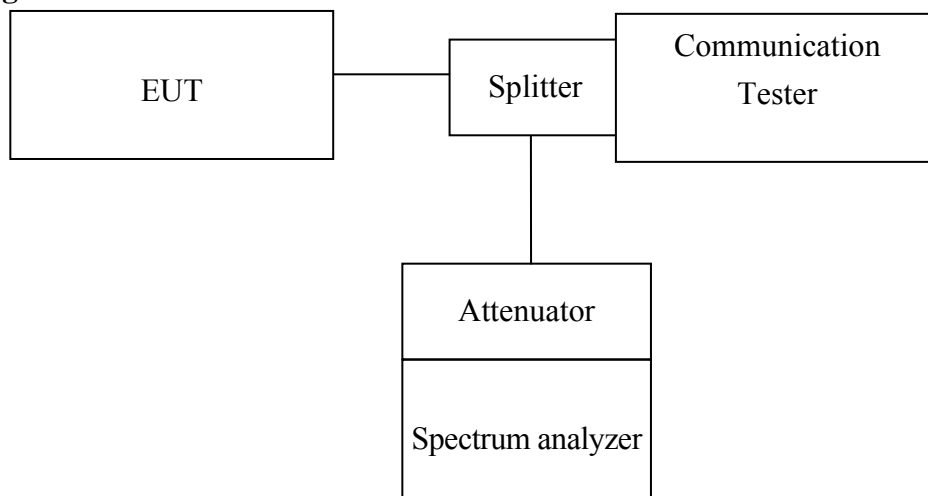 EUT
Splitter
Communication
Tester
Attenuator
Spectrum analyzer